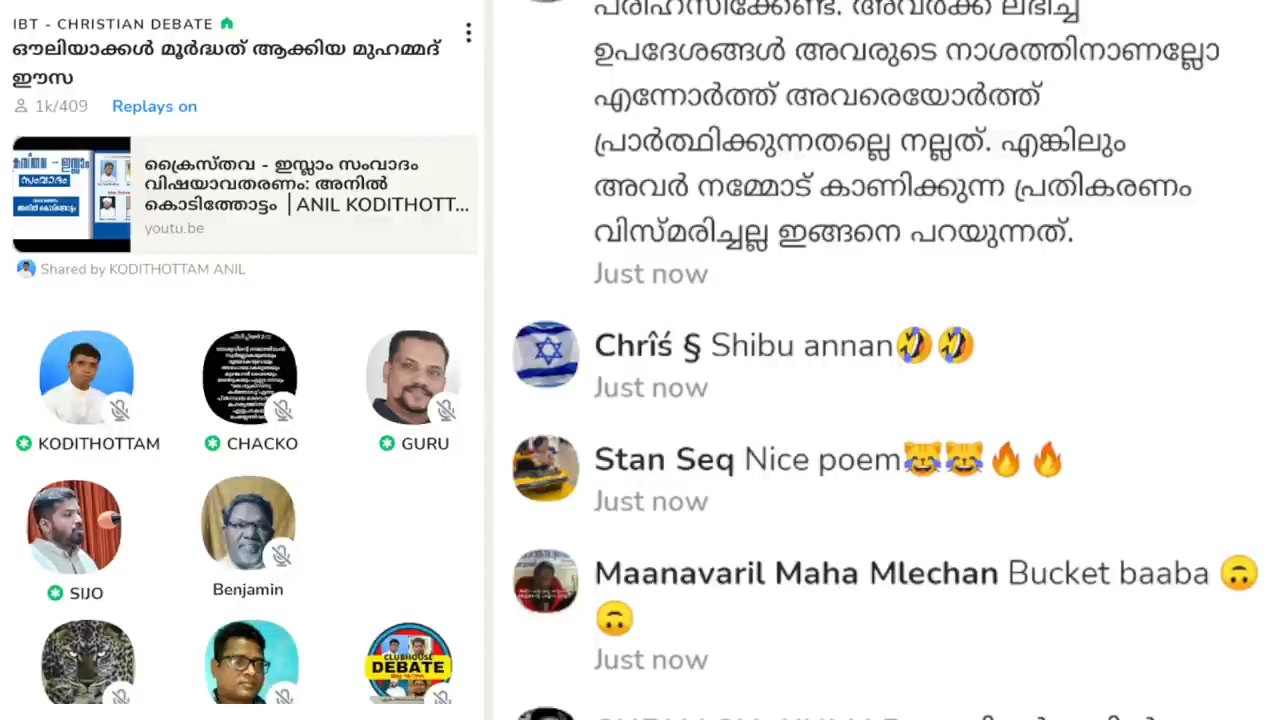 IBT - CHRISTIAN DEBATE
ഔലിയാക്കൾ മൂർദ്ധത് ആക്കിയ മുഹമ്മദ്
ഈസ
1k/409 Replays on
ക്രൈസ്തവ - ഇസ്ലാം സംവാദം
വിഷയാവതരണം: അനിൽ
കൊടിത്തോട്ടം |ANIL KODITHOTT...
youtu.be
Shared by KODITHOTTAM ANIL
KODITHOTTAM
CHACKO
GURU
SIJO
Benjamin
CLUBHOUSE
DEBATE
പരിഹസിക്കേണ്ട. അവർക്ക് ലഭിച്ച
ഉപദേശങ്ങൾ അവരുടെ നാശത്തിനാണല്ലോ
എന്നോർത്ത് അവരെയോർത്ത്
പ്രാർത്ഥിക്കുന്നതല്ലെ നല്ലത്. എങ്കിലും
അവർ നമ്മോട് കാണിക്കുന്ന പ്രതികരണം
വിസ്മരിച്ചല്ല ഇങ്ങനെ പറയുന്നത്.
Just now
Chrîś § Shibu annan🤣🤣
Just now
Stan Seq Nice poem😹😹🔥🔥
Just now
Maanavaril Maha Mlechan Bucket baaba 🙃
🙃
Just now